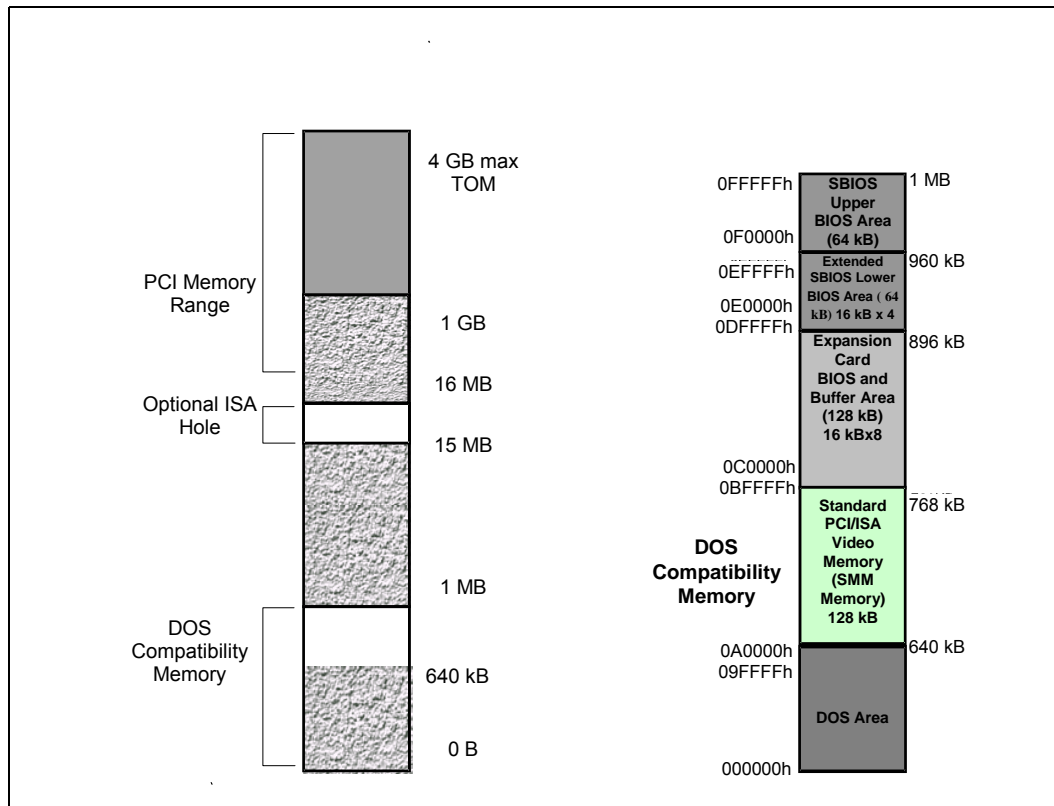 4 GB max
TOM
PCI Memory
Range
1 GB
16 MB
Optional ISA
Hole
15 MB
1 MB
DOS
Compatibility
Memory
640 kB
0 B
DOS
Compatibility
Memory
0FFFFFh
SBIOS
Upper
BIOS Area
(64 kB)
1 MB
0F0000h
0EFFFFh
Extended
SBIOS Lower
BIOS Area ( 64
kB) 16 kB x 4
960 kB
0E0000h
0DFFFFh
Expansion
Card
BIOS and
Buffer Area
(128 kB)
16 kBx8
896 kB
0C0000h
0BFFFFh
Standard
PCI/ISA
Video
Memory
(SMM
Memory)
128 kB
768 kB
0A0000h
09FFFFh
640 kB
DOS Area
000000h